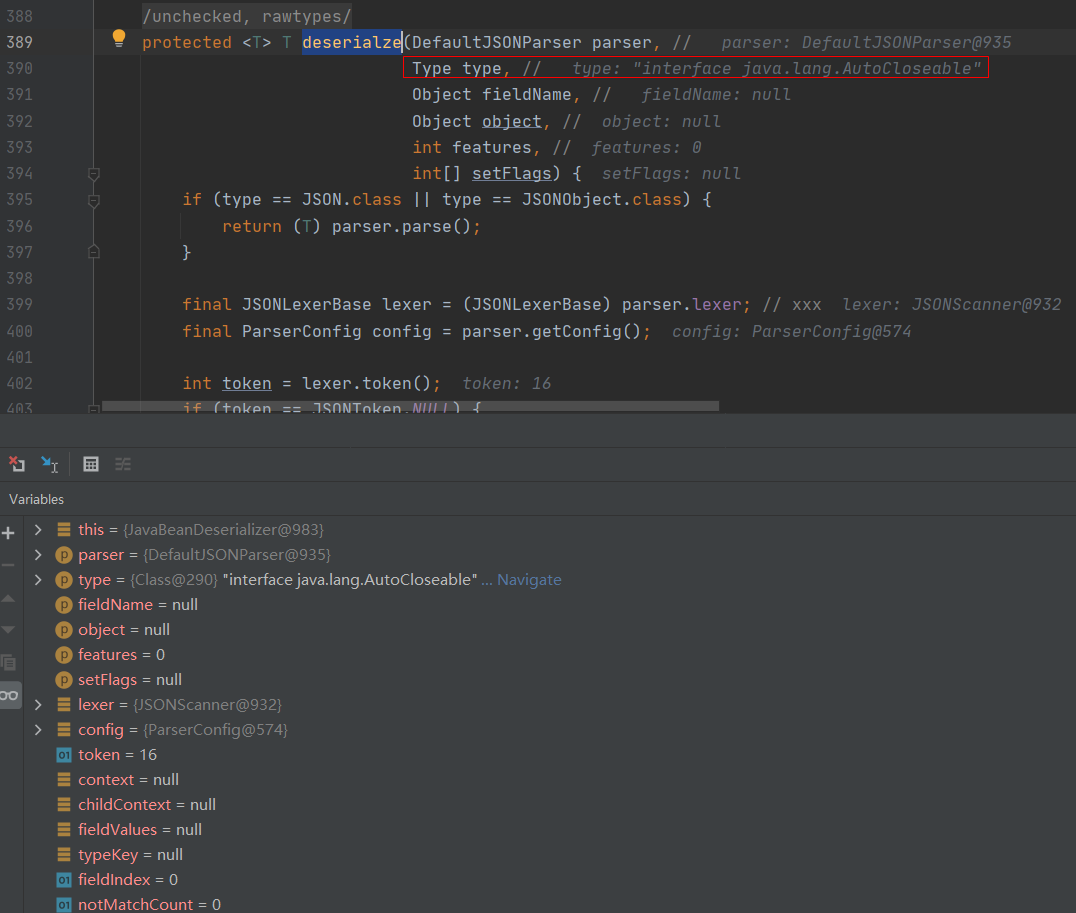 388 /unchecked, rawtypes/
389 protected <T> T deserialze(DefaultJSONParser parser, // parser: DefaultJSONParser@935
390 Type type, // type: "interface java.lang.AutoCloseable"
391 Object fieldName, // fieldName: null
392 Object object, // object: null
393 int features, // features: 0
394 int[] setFlags) { setFlags: null
395 if (type == JSON.class || type == JSONObject.class) {
396 return (T) parser.parse();
397 }
398
399 final JSONLexerBase lexer = (JSONLexerBase) parser.lexer; // xxx lexer: JSONScanner@932
400 final ParserConfig config = parser.getConfig(); config: ParserConfig@574
401
402 int token = lexer.token(); token: 16
403 if (token == JSONToken.NULL) {
Variables
this = {JavaBeanDeserializer@983}
parser = {DefaultJSONParser@935}
type = {Class@290} "interface java.lang.AutoCloseable" ... Navigate
fieldName = null
object = null
features = 0
setFlags = null
lexer = {JSONScanner@932}
config = {ParserConfig@574}
token = 16
context = null
childContext = null
fieldValues = null
typeKey = null
fieldIndex = 0
notMatchCount = 0